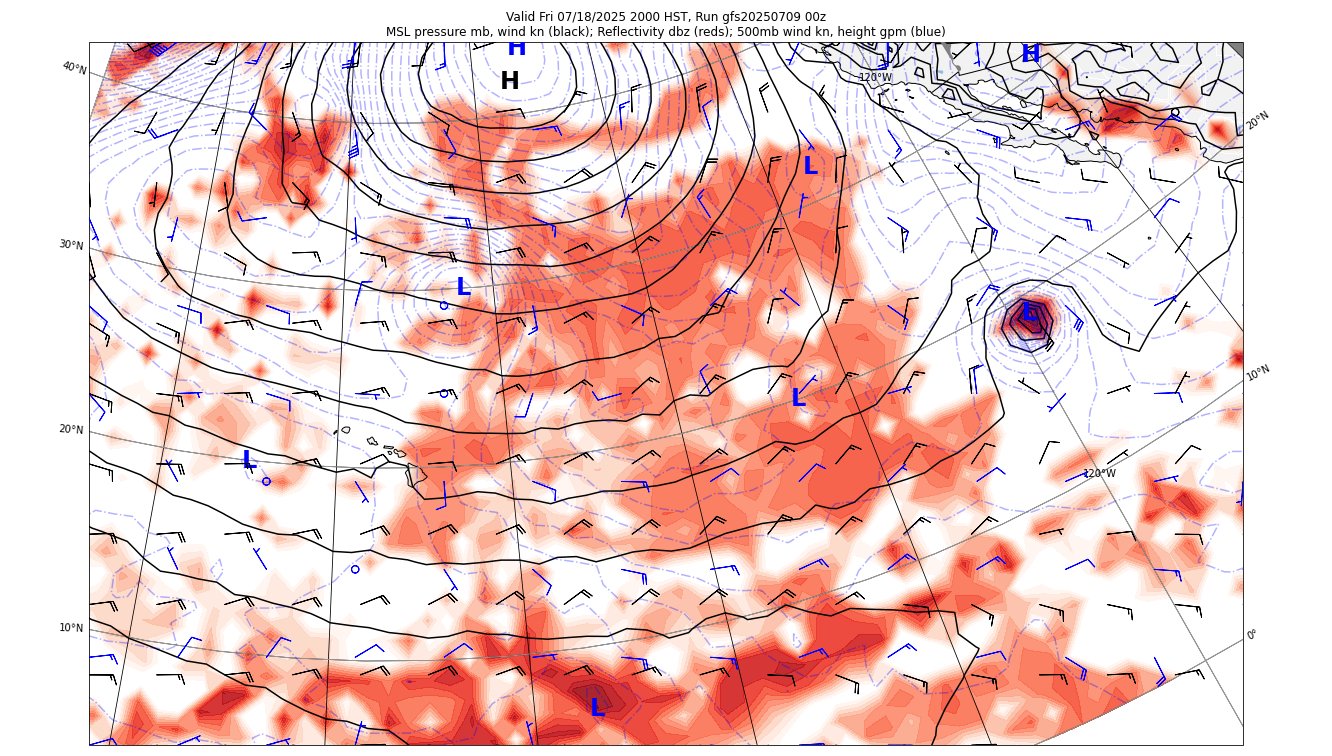 Valid Fri 07/18/2025 2000 HST, Run gfs20250709 00z
MSL pressure mb, wind kn (black); Reflectivity dbz (reds); 500mb wind kn, height gpm (blue)
H
H
H
40°N
120°W
20°N
L
30°N
L
L
10°N
L
20°N
L
120°W
10°N
0°
L